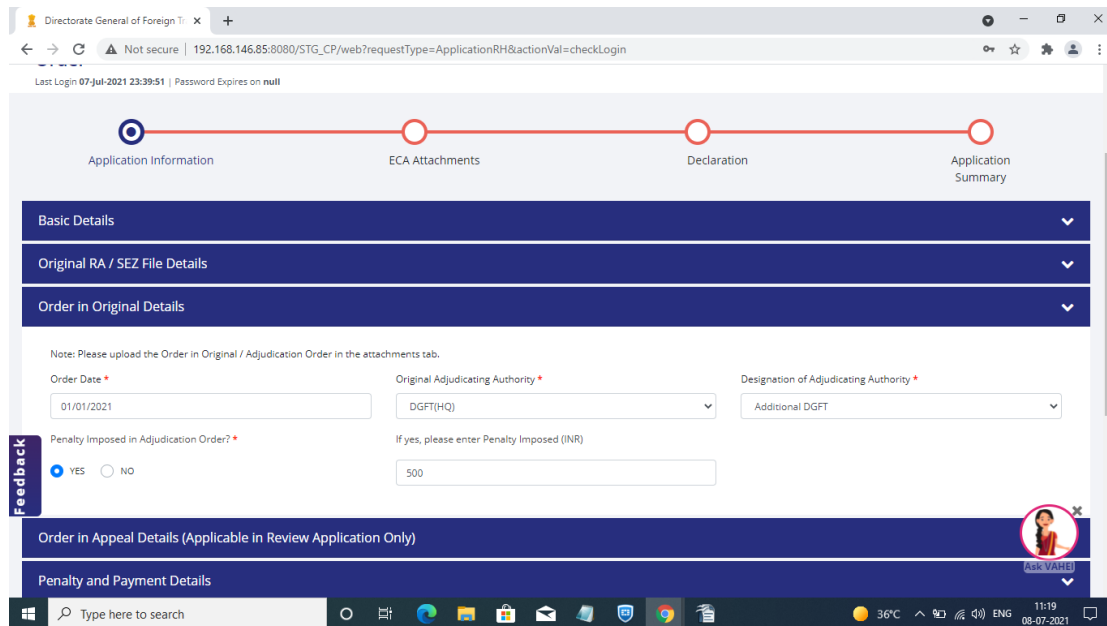 Directorate General of Foreign Tr
Not secure | 192.168.146.85:8080/STG_CP/web?requestType=ApplicationRH&actionVal=checkLogin
Order
Last Login 07-Jul-2021 23:39:51 | Password Expires on null
Application Information
ECA Attachments
Declaration
Application
Summary
Basic Details
Original RA / SEZ File Details
Order in Original Details
Note: Please upload the Order in Original / Adjudication Order in the attachments tab.
Order Date *
Original Adjudicating Authority *
Designation of Adjudicating Authority *
01/01/2021
DGFT(HQ)
Additional DGFT
Penalty Imposed in Adjudication Order? *
If yes, please enter Penalty Imposed (INR)
YES
NO
500
Feedback
Order in Appeal Details (Applicable in Review Application Only)
Ask VAHEI
Penalty and Payment Details
Type here to search
36°C
ENG
11:19
08-07-2021